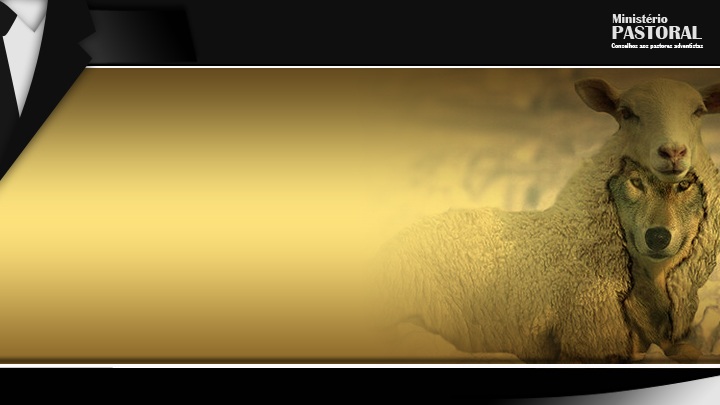 Ministério
PASTORAL
Conselhos aos pastores adventistas